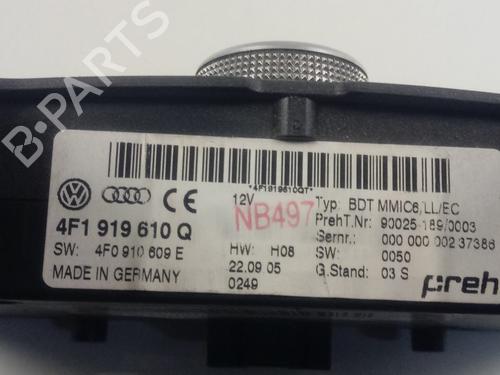 B-PARTS
*4F1919610QT*
CE
12V
NB497
4F1 919 610 Q
SW: 4F0 910 609 E
MADE IN GERMANY
HW: H08
22.09 05
0249
Typ: BDT MMIC6/LL/EC
PrehT.Nr: 90025-189/0003
Sernr.: 000 000 002 37386
SW: 0050
G.Stand: 03 S
preh